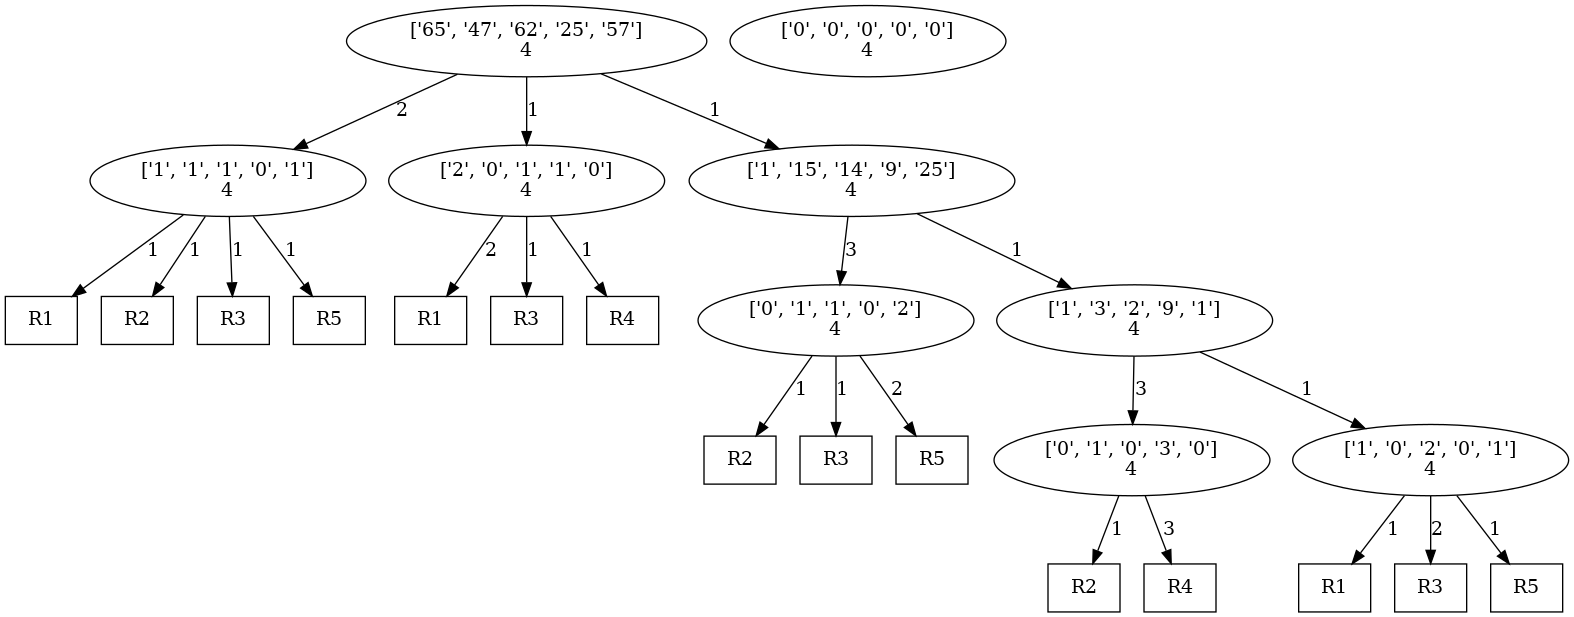 ['65', '47', '62', '25', '57']
4
['0', '0', '0', '0', '0']
4
2
1
1
['1', '1', '1', '0', '1']
4
['2', '0', '1', '1', '0']
4
['1', '15', '14', '9', '25']
4
1
1
1
1
2
1
1
3
1
R1
R2
R3
R5
R1
R3
R4
['0', '1', '1', '0', '2']
4
['1', '3', '2', '9', '1']
4
1
1
2
3
1
R2
R3
R5
['0', '1', '0', '3', '0']
4
['1', '0', '2', '0', '1']
4
1
3
1
2
1
R2
R4
R1
R3
R5